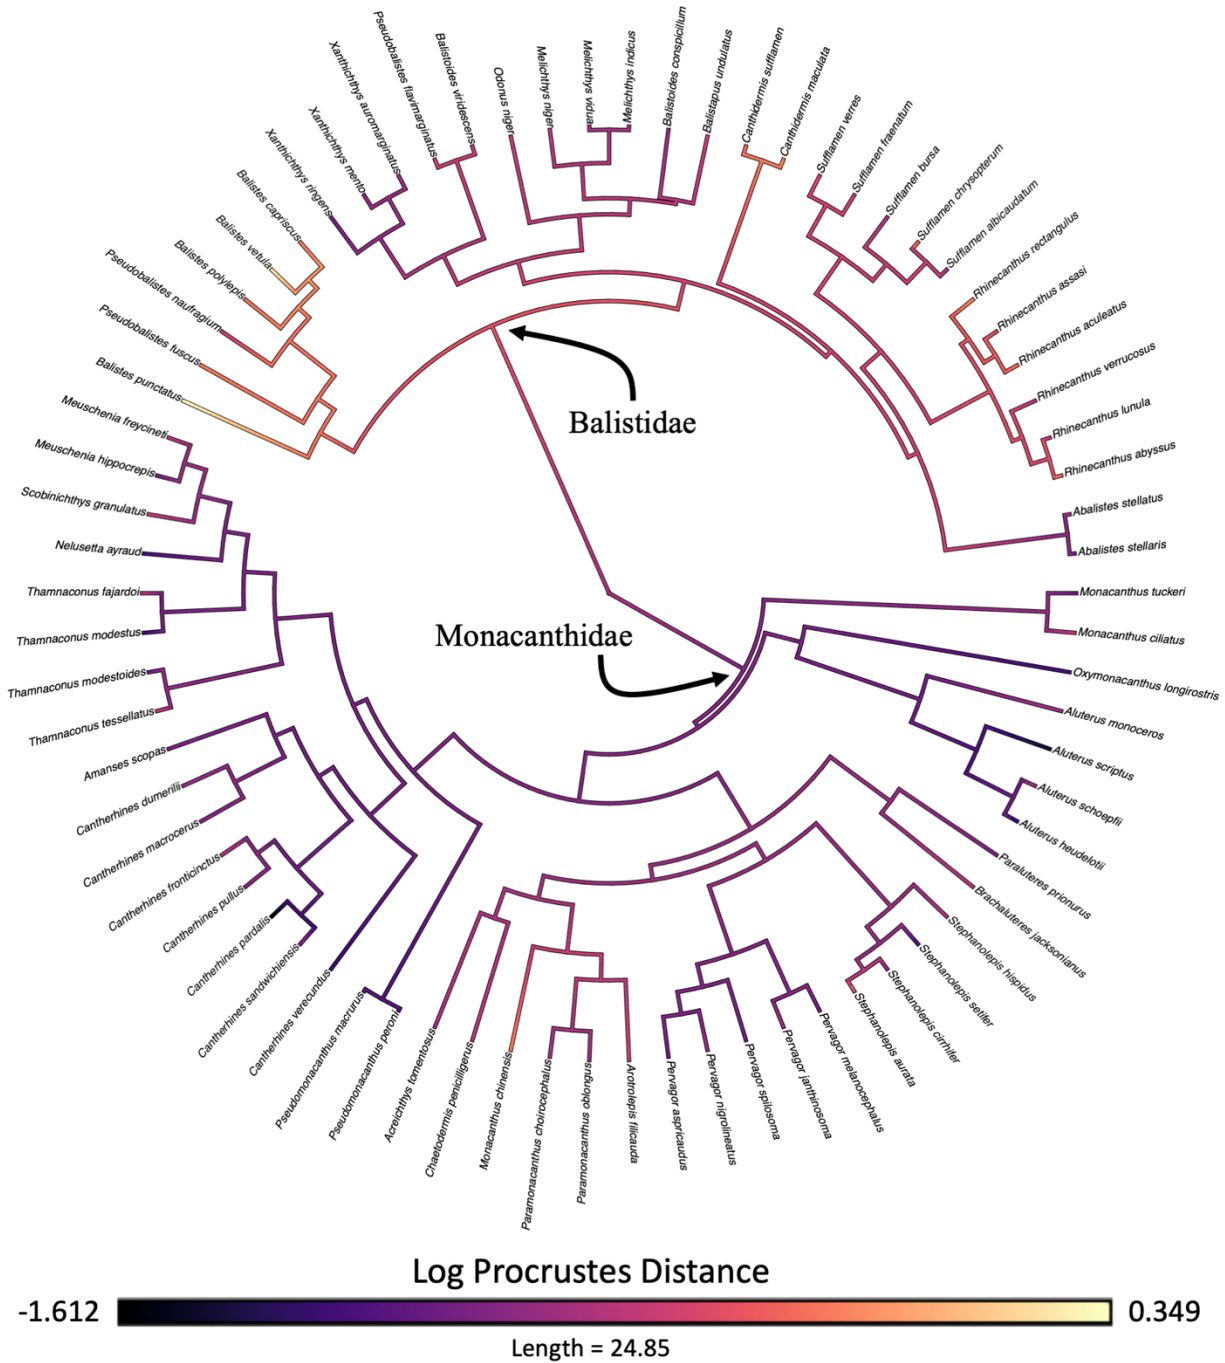 Pseudobalistes flavimarginatus
Balistoides viridescens
Odonus niger
Melichthys niger
Melichthys vidua
Melichthys indicus
Balistoides conspicillum
Balistapus undulatus
Canthidermis sufflamen
Canthidermis maculata
Sufflamen verres
Sufflamen fraenatum
Sufflamen bursa
Sufflamen chrysopterum
Sufflamen albicaudatum
Rhinecanthus rectangulus
Rhinecanthus assasi
Rhinecanthus aculeatus
Rhinecanthus verrucosus
Rhinecanthus lunula
Rhinecanthus abyssus
Abalistes stellatus
Abalistes stellaris
Monacanthus tuckeri
Monacanthus ciliatus
Oxymonacanthus longirostris
Aluterus monoceros
Aluterus scriptus
Aluterus schoepfii
Aluterus heudelotii
Paraluteres prionurus
Brachaluteres jacksonianus
Stephanolepis hispidus
Stephanolepis setifer
Stephanolepis cirrhifer
Stephanolepis aurata
Pervagor melanocephalus
Pervagor janthinosoma
Pervagor spilosoma
Pervagor nigrolineatus
Pervagor aspricaudus
Arotrolepis filicauda
Paramonacanthus oblongus
Paramonacanthus choirocephalus
Monacanthus chinensis
Chaetodermis penicilligerus
Acreichthys tomentosus
Pseudomonacanthus peroni
Pseudomonacanthus macrurus
Cantherhines verecundus
Cantherhines sandwichiensis
Cantherhines pardalis
Cantherhines pullus
Cantherhines fronticinctus
Cantherhines macrocerus
Cantherhines dumerilii
Amanses scopas
Thamnaconus tessellatus
Thamnaconus modestoides
Thamnaconus modestus
Thamnaconus fajardoi
Nelusetta ayraud
Scobinichthys granulatus
Meuschenia hippocrepis
Meuschenia freycineti
Balistes punctatus
Pseudobalistes fuscus
Pseudobalistes naufragium
Balistes polylepis
Balistes vetula
Balistes capriscus
Xanthichthys ringens
Xanthichthys mento
Xanthichthys auromarginatus
Balistidae
Monacanthidae
Log Procrustes Distance
-1.612
0.349
Length = 24.85